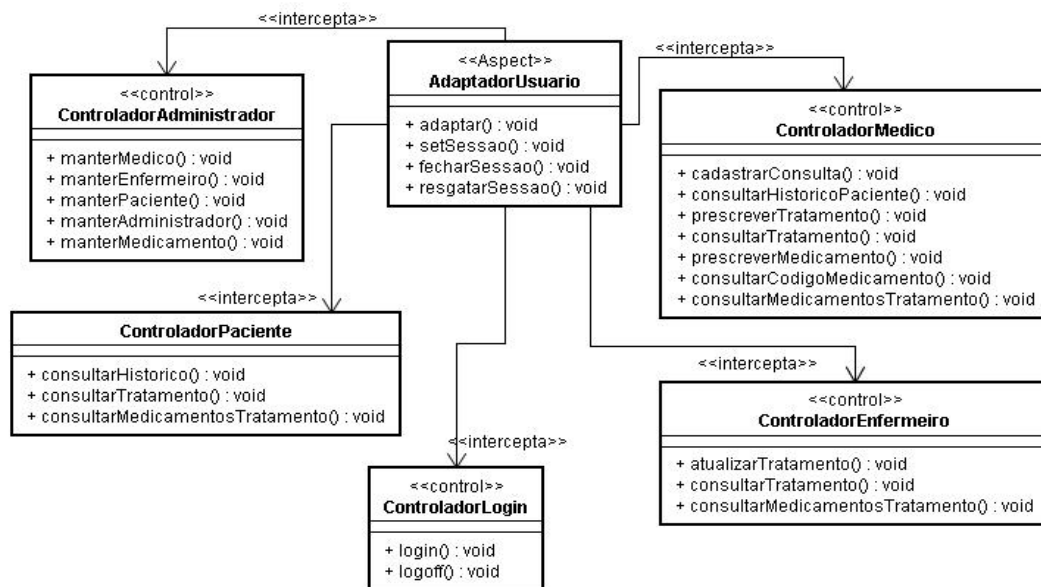 <<intercepta>>
<<Aspect>>
AdaptadorUsuario
+ adaptar() : void
+ setSessao() : void
+ fecharSessao() : void
+ resgatarSessao() : void
<<control>>
ControladorAdministrador
+ manterMedico() : void
+ manterEnfermeiro() : void
+ manterPaciente() : void
+ manterAdministrador() : void
+ manterMedicamento() : void
<<intercepta>>
<<control>>
ControladorMedico
+ cadastrarConsulta() : void
+ consultarHistoricoPaciente() : void
+ prescreverTratamento() : void
+ consultarTratamento() : void
+ prescreverMedicamento() : void
+ consultarCodigoMedicamento() : void
+ consultarMedicamentosTratamento() : void
<<intercepta>>
ControladorPaciente
+ consultarHistorico() : void
+ consultarTratamento() : void
+ consultarMedicamentosTratamento() : void
<<intercepta>>
<<control>>
ControladorEnfermeiro
+ atualizarTratamento() : void
+ consultarTratamento() : void
+ consultarMedicamentosTratamento() : void
<<intercepta>>
<<control>>
ControladorLogin
+ login() : void
+ logoff() : void